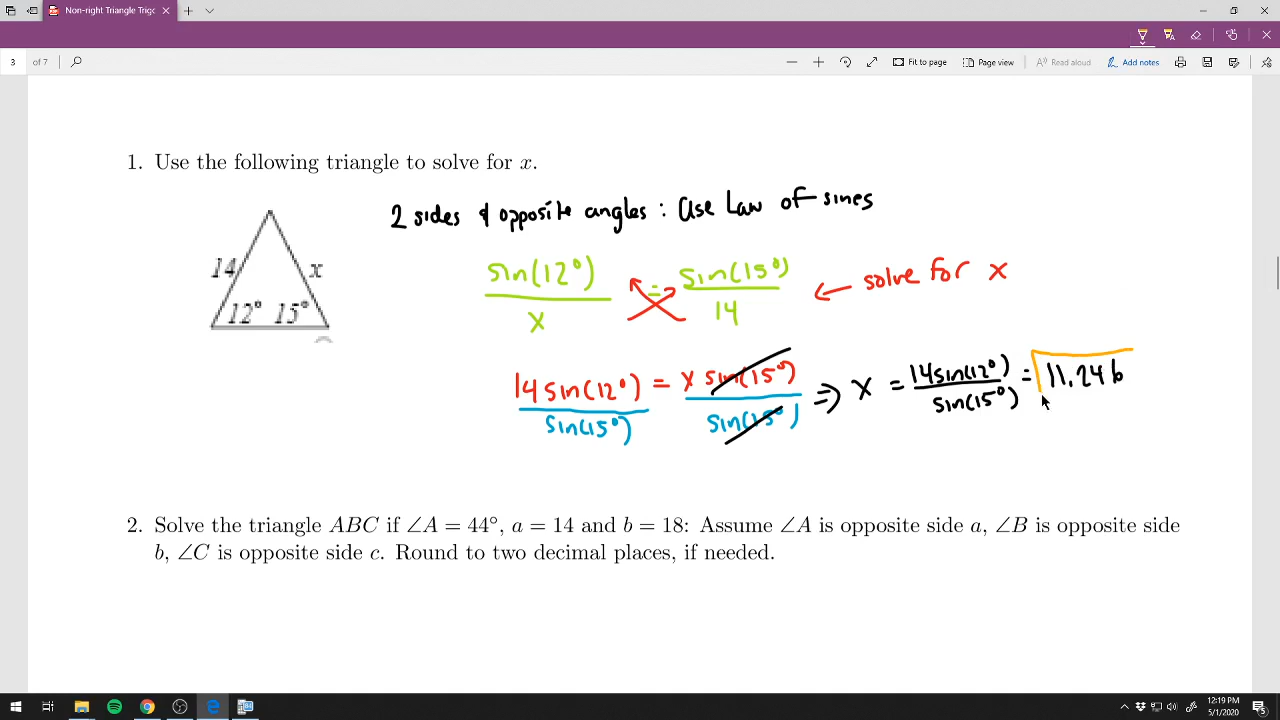 Non-right Triangle Trig
3 of 7
Fit to page
Page view
Read aloud
Add notes
1. Use the following triangle to solve for x.
2 sides & opposite angles : Use Law of sines
14
x
12° 15°
sin(12°) = sin(15°)
x 14
← solve for x
14 sin(12°) = x sin(15°)
sin(15°) sin(15°)
⇒ x = 14sin(12°) = 11.246
sin(15°)
2. Solve the triangle ABC if ∠A = 44°, a = 14 and b = 18: Assume ∠A is opposite side a, ∠B is opposite side
b, ∠C is opposite side c. Round to two decimal places, if needed.
12:19 PM
5/1/2020